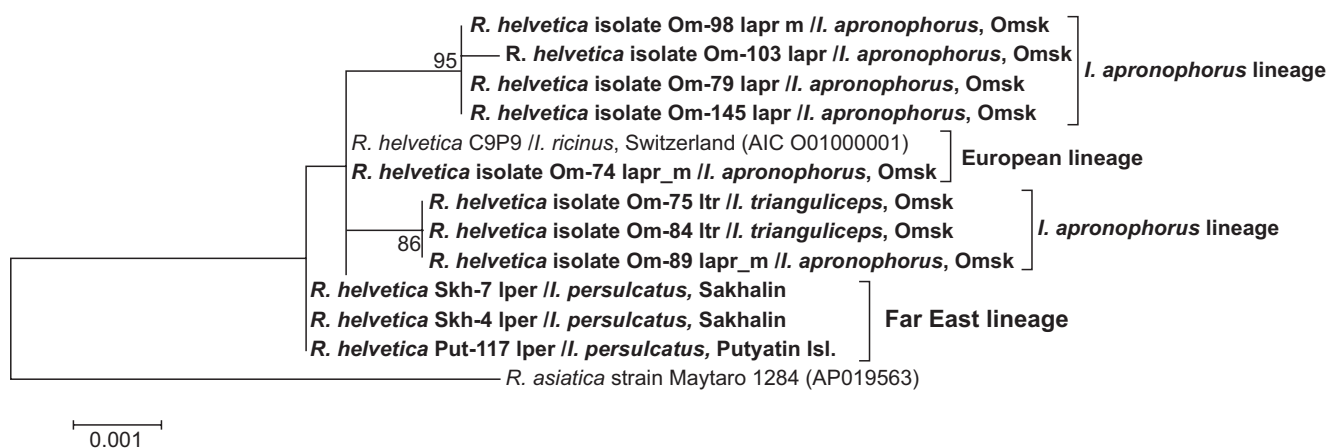 R. helvetica isolate Om-98 Iapr m /I. apronophorus, Omsk
95
R. helvetica isolate Om-103 Iapr /I. apronophorus, Omsk
I. apronophorus lineage
R. helvetica isolate Om-79 Iapr /I. apronophorus, Omsk
R. helvetica isolate Om-145 Iapr /I. apronophorus, Omsk
R. helvetica C9P9 /I. ricinus, Switzerland (AIC O01000001)
European lineage
R. helvetica isolate Om-74 Iapr_m /I. apronophorus, Omsk
R. helvetica isolate Om-75 Itr /I. trianguliceps, Omsk
R. helvetica isolate Om-84 Itr /I. trianguliceps, Omsk
I. apronophorus lineage
86
R. helvetica isolate Om-89 Iapr_m /I. apronophorus, Omsk
R. helvetica Skh-7 Iper /I. persulcatus, Sakhalin
R. helvetica Skh-4 Iper /I. persulcatus, Sakhalin
Far East lineage
R. helvetica Put-117 Iper /I. persulcatus, Putyatin Isl.
R. asiatica strain Maytaro 1284 (AP019563)
0.001